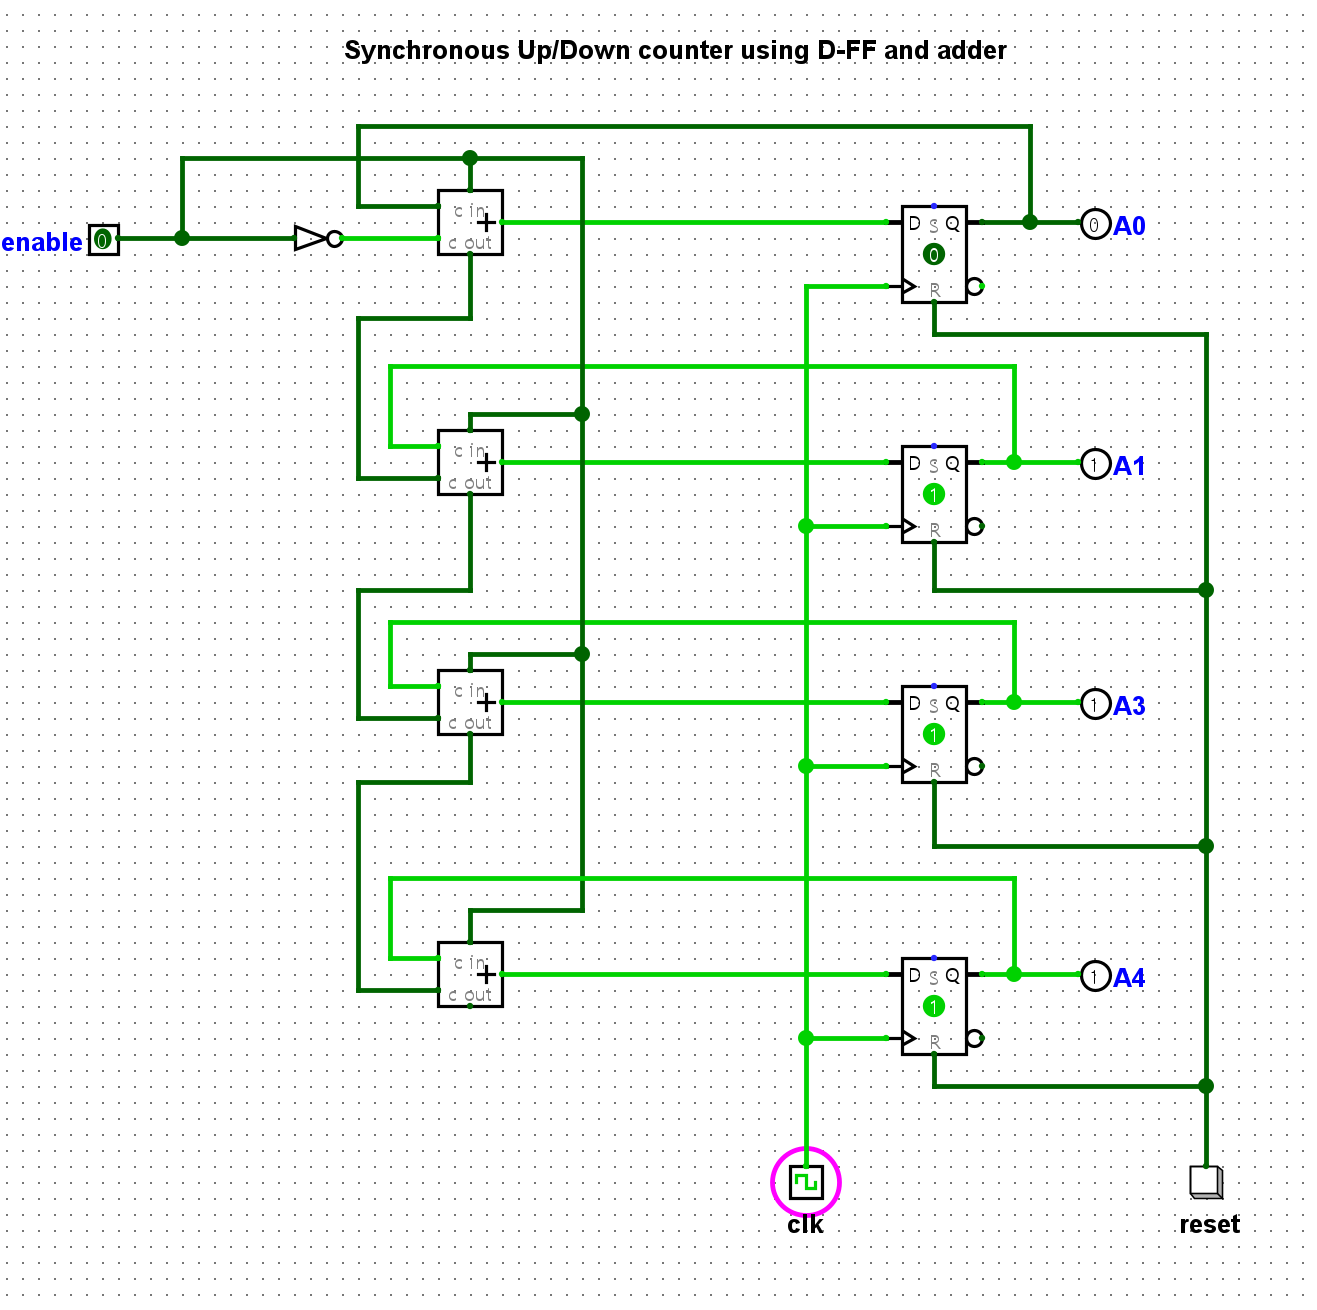 Synchronous Up/Down counter using D-FF and adder
enable 0
c in
+
c out
D S Q
0
R
0 A0
c in
+
c out
D S Q
1
R
1 A1
c in
+
c out
D S Q
1
R
1 A3
c in
+
c out
D S Q
1
R
1 A4
clk
reset